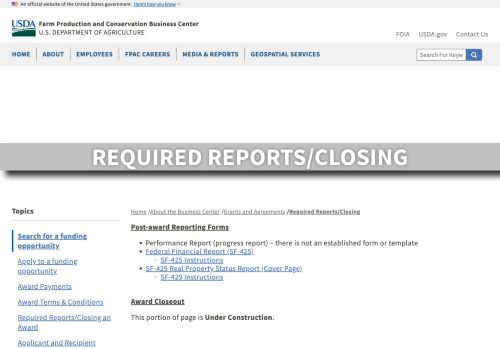 An official website of the United States government Here's how you know
USDA Farm Production and Conservation Business Center
U.S. DEPARTMENT OF AGRICULTURE
FOIA USDA.gov Contact Us
HOME ABOUT EMPLOYEES FPAC CAREERS MEDIA & REPORTS GEOSPATIAL SERVICES
Search For Keyw
REQUIRED REPORTS/CLOSING
Topics
Search for a funding
opportunity
Apply to a funding
opportunity
Award Payments
Award Terms & Conditions
Required Reports/Closing an
Award
Applicant and Recipient
Home /About the Business Center /Grants and Agreements /Required Reports/Closing
Post-award Reporting Forms
• Performance Report (progress report) – there is not an established form or template
• Federal Financial Report (SF-425)
○ SF-425 Instructions
• SF-429 Real Property Status Report (Cover Page)
○ SF-429 Instructions
Award Closeout
This portion of page is Under Construction.